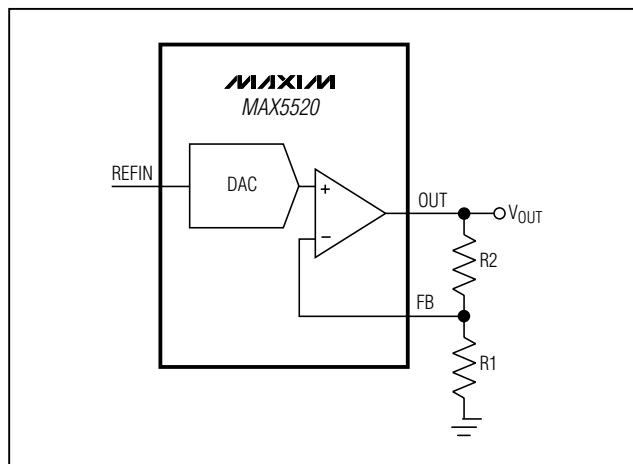 MAXIM
MAX5520
REFIN
DAC
+
−
OUT
VOUT
R2
FB
R1